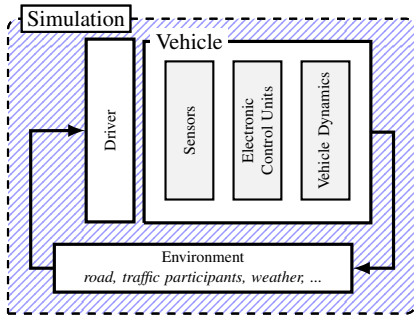 Simulation
Vehicle
Driver
Sensors
Electronic
Control Units
Vehicle Dynamics
Environment
road, traffic participants, weather, ...